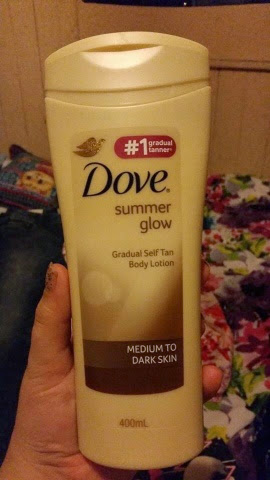 #1 gradual
tanner*
Dove
summer
glow
Gradual Self Tan
Body Lotion
MEDIUM TO
DARK SKIN
400mL